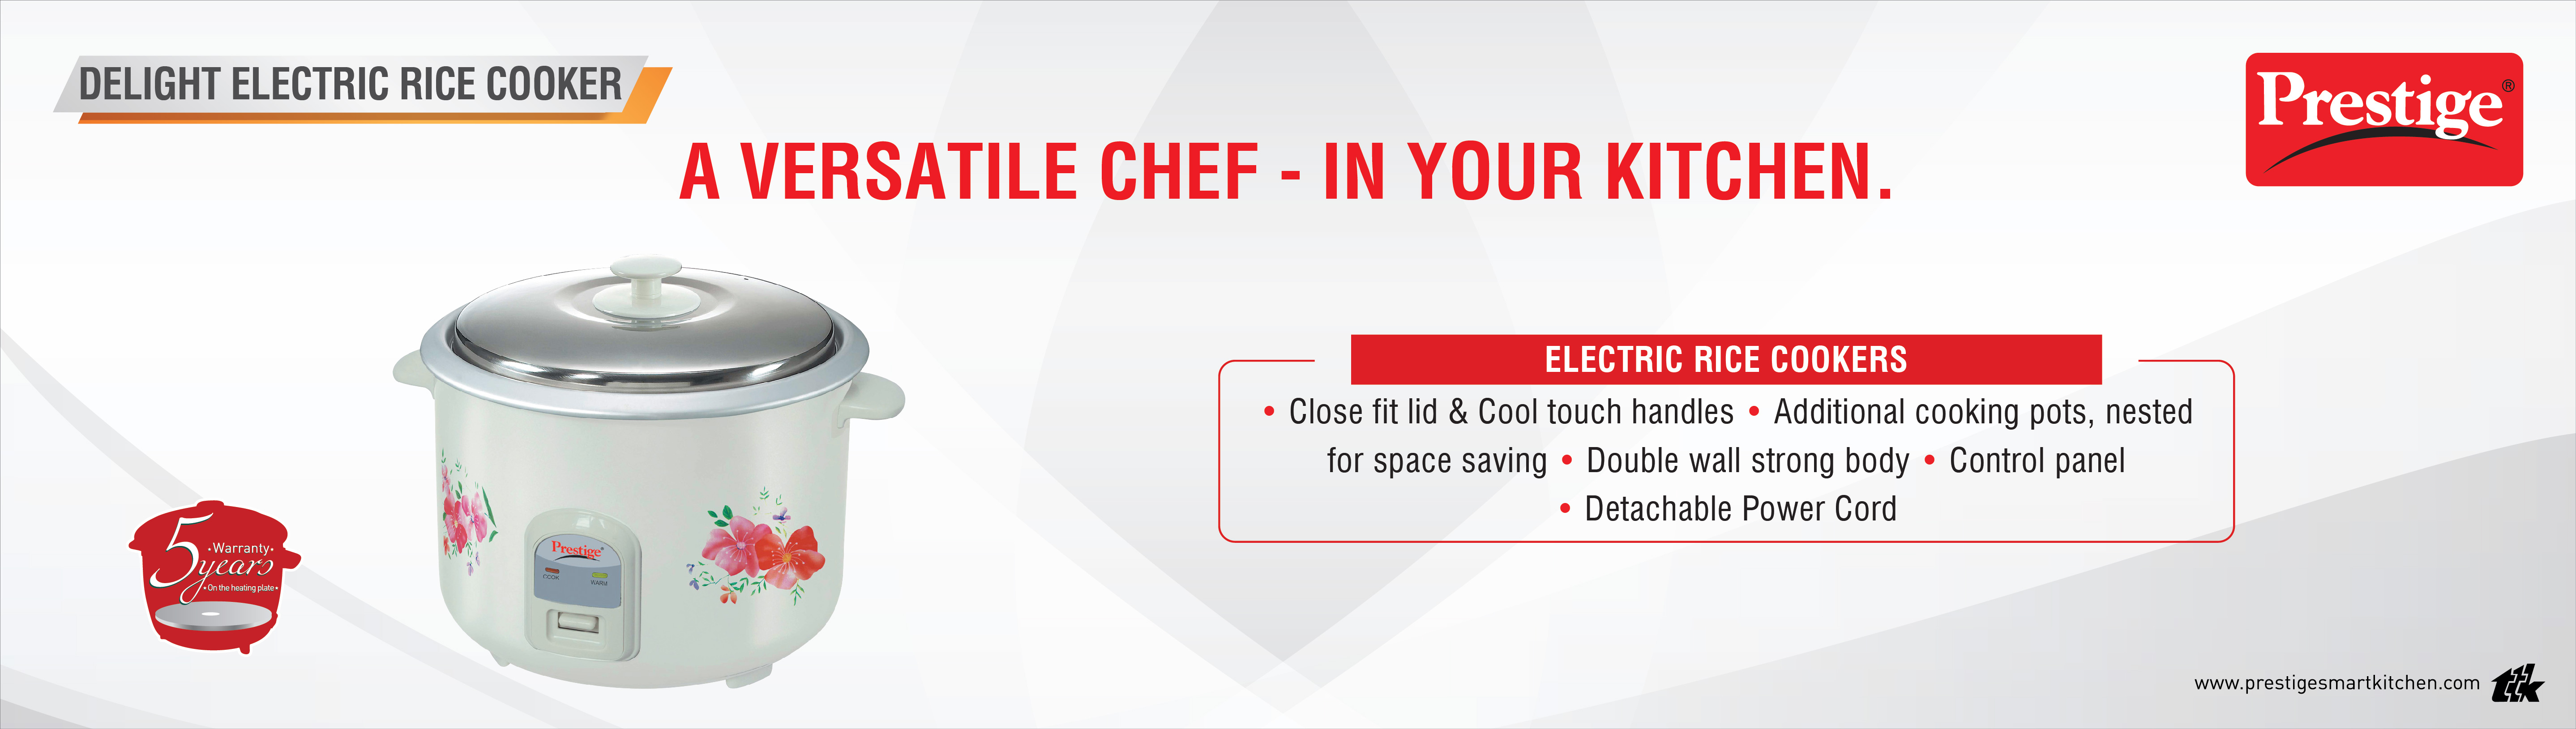 DELIGHT ELECTRIC RICE COOKER
Prestige®
A VERSATILE CHEF - IN YOUR KITCHEN.
ELECTRIC RICE COOKERS
• Close fit lid & Cool touch handles • Additional cooking pots, nested
for space saving • Double wall strong body • Control panel
• Detachable Power Cord
Prestige®
COOK WARM
5 years
• Warranty •
• On the heating plate •
www.prestigesmartkitchen.com ttk